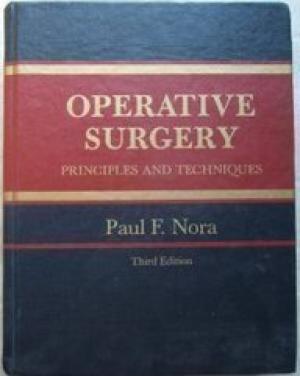 OPERATIVE
SURGERY
PRINCIPLES AND TECHNIQUES
Paul F. Nora
Third Edition